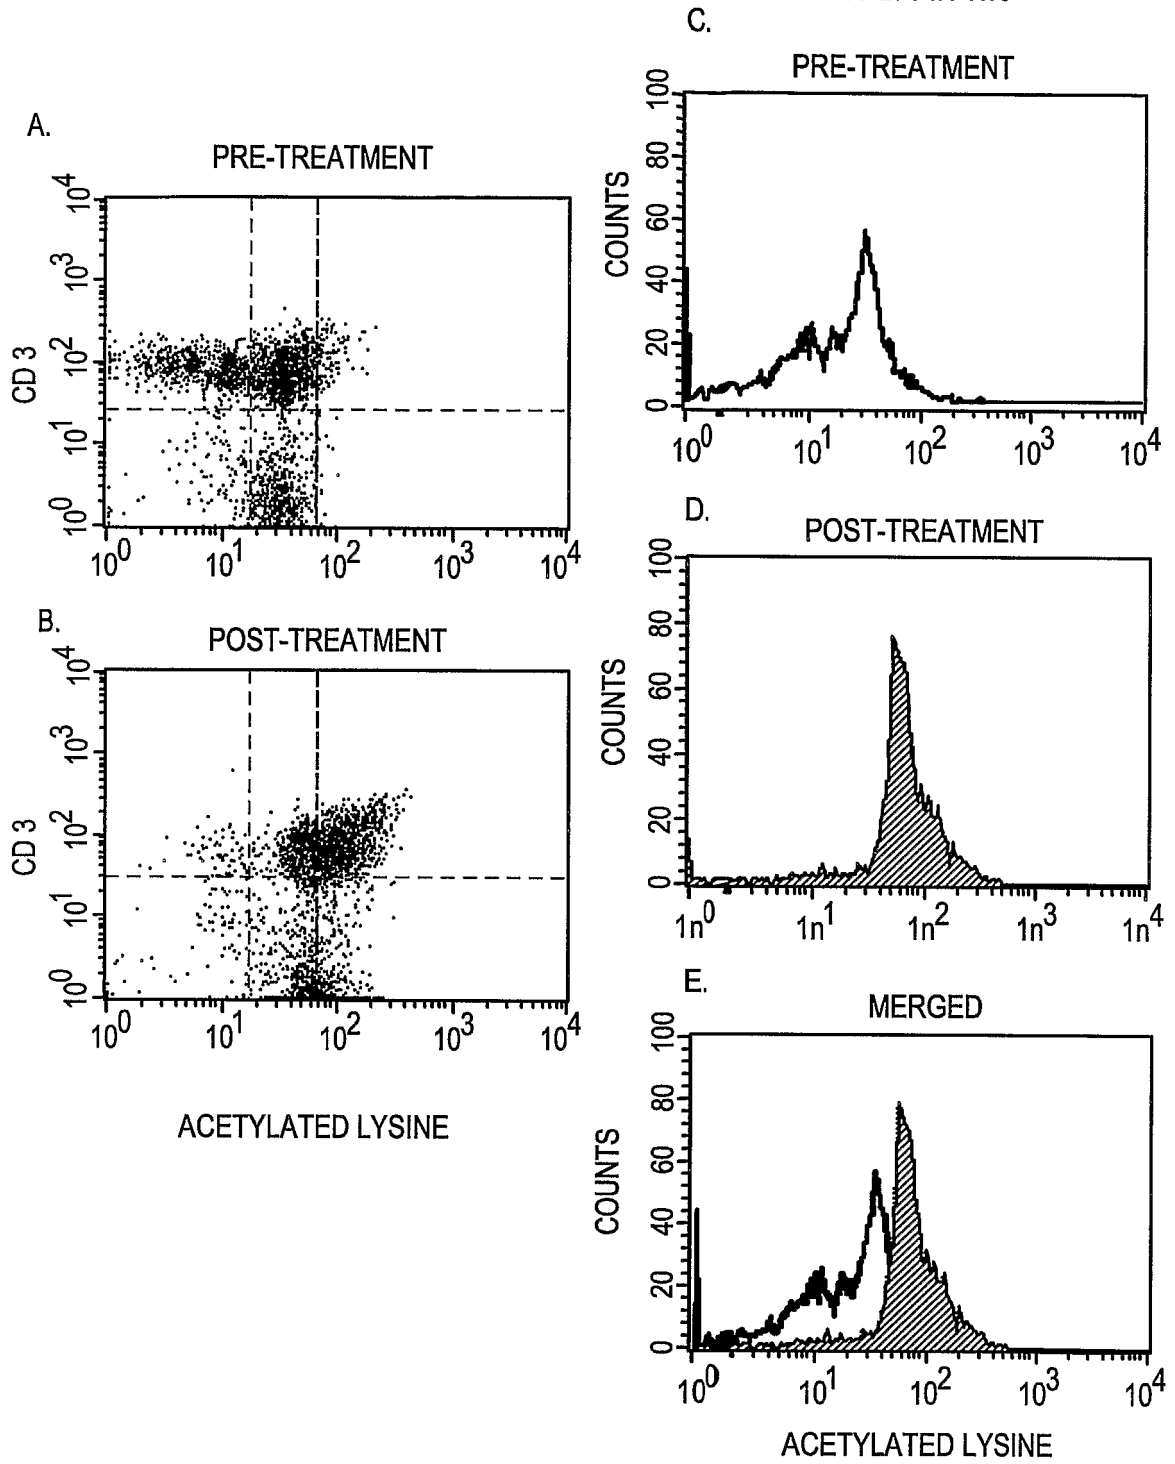 C.
PRE-TREATMENT
100
80
60
40
20
0
COUNTS
10^0
10^1
10^2
10^3
10^4
A.
PRE-TREATMENT
10^4
10^3
10^2
10^1
10^0
CD 3
10^0
10^1
10^2
10^3
10^4
D.
POST-TREATMENT
100
80
60
40
20
0
COUNTS
1n^0
1n^1
1n^2
1n^3
1n^4
B.
POST-TREATMENT
10^4
10^3
10^2
10^1
10^0
CD 3
10^0
10^1
10^2
10^3
10^4
ACETYLATED LYSINE
E.
MERGED
100
80
60
40
20
0
COUNTS
10^0
10^1
10^2
10^3
10^4
ACETYLATED LYSINE